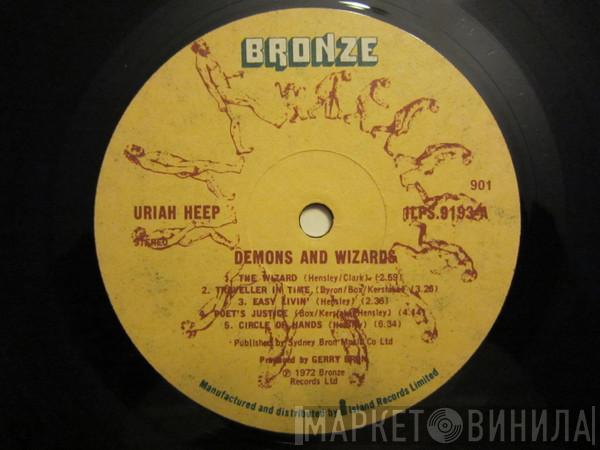 BRONZE
901
URIAH HEEP
ILPS.9193 A
STEREO
DEMONS AND WIZARDS
1. THE WIZARD (Hensley/Clark) (2.59)
2. TRAVELLER IN TIME (Byron/Box/Kerslake) (3.26)
3. EASY LIVIN' (Hensley) (2.36)
4. POET'S JUSTICE (Box/Kerslake/Hensley) (4.14)
5. CIRCLE OF HANDS (Hensley) (6.34)
Published by Sydney Bron Music Co Ltd
Produced by GERRY BRON
℗ 1972 Bronze
Records Ltd
Manufactured and distributed by Island Records Limited
МАРКЕТОВИНИЛА